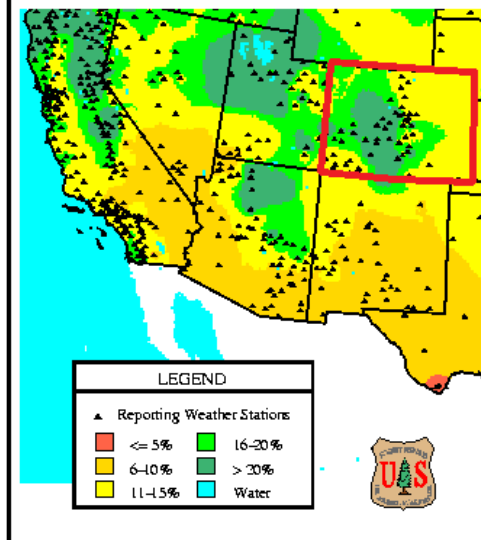 LEGEND
Reporting Weather Stations
<= 5%
16-20%
6-10%
> 20%
11-15%
Water
US